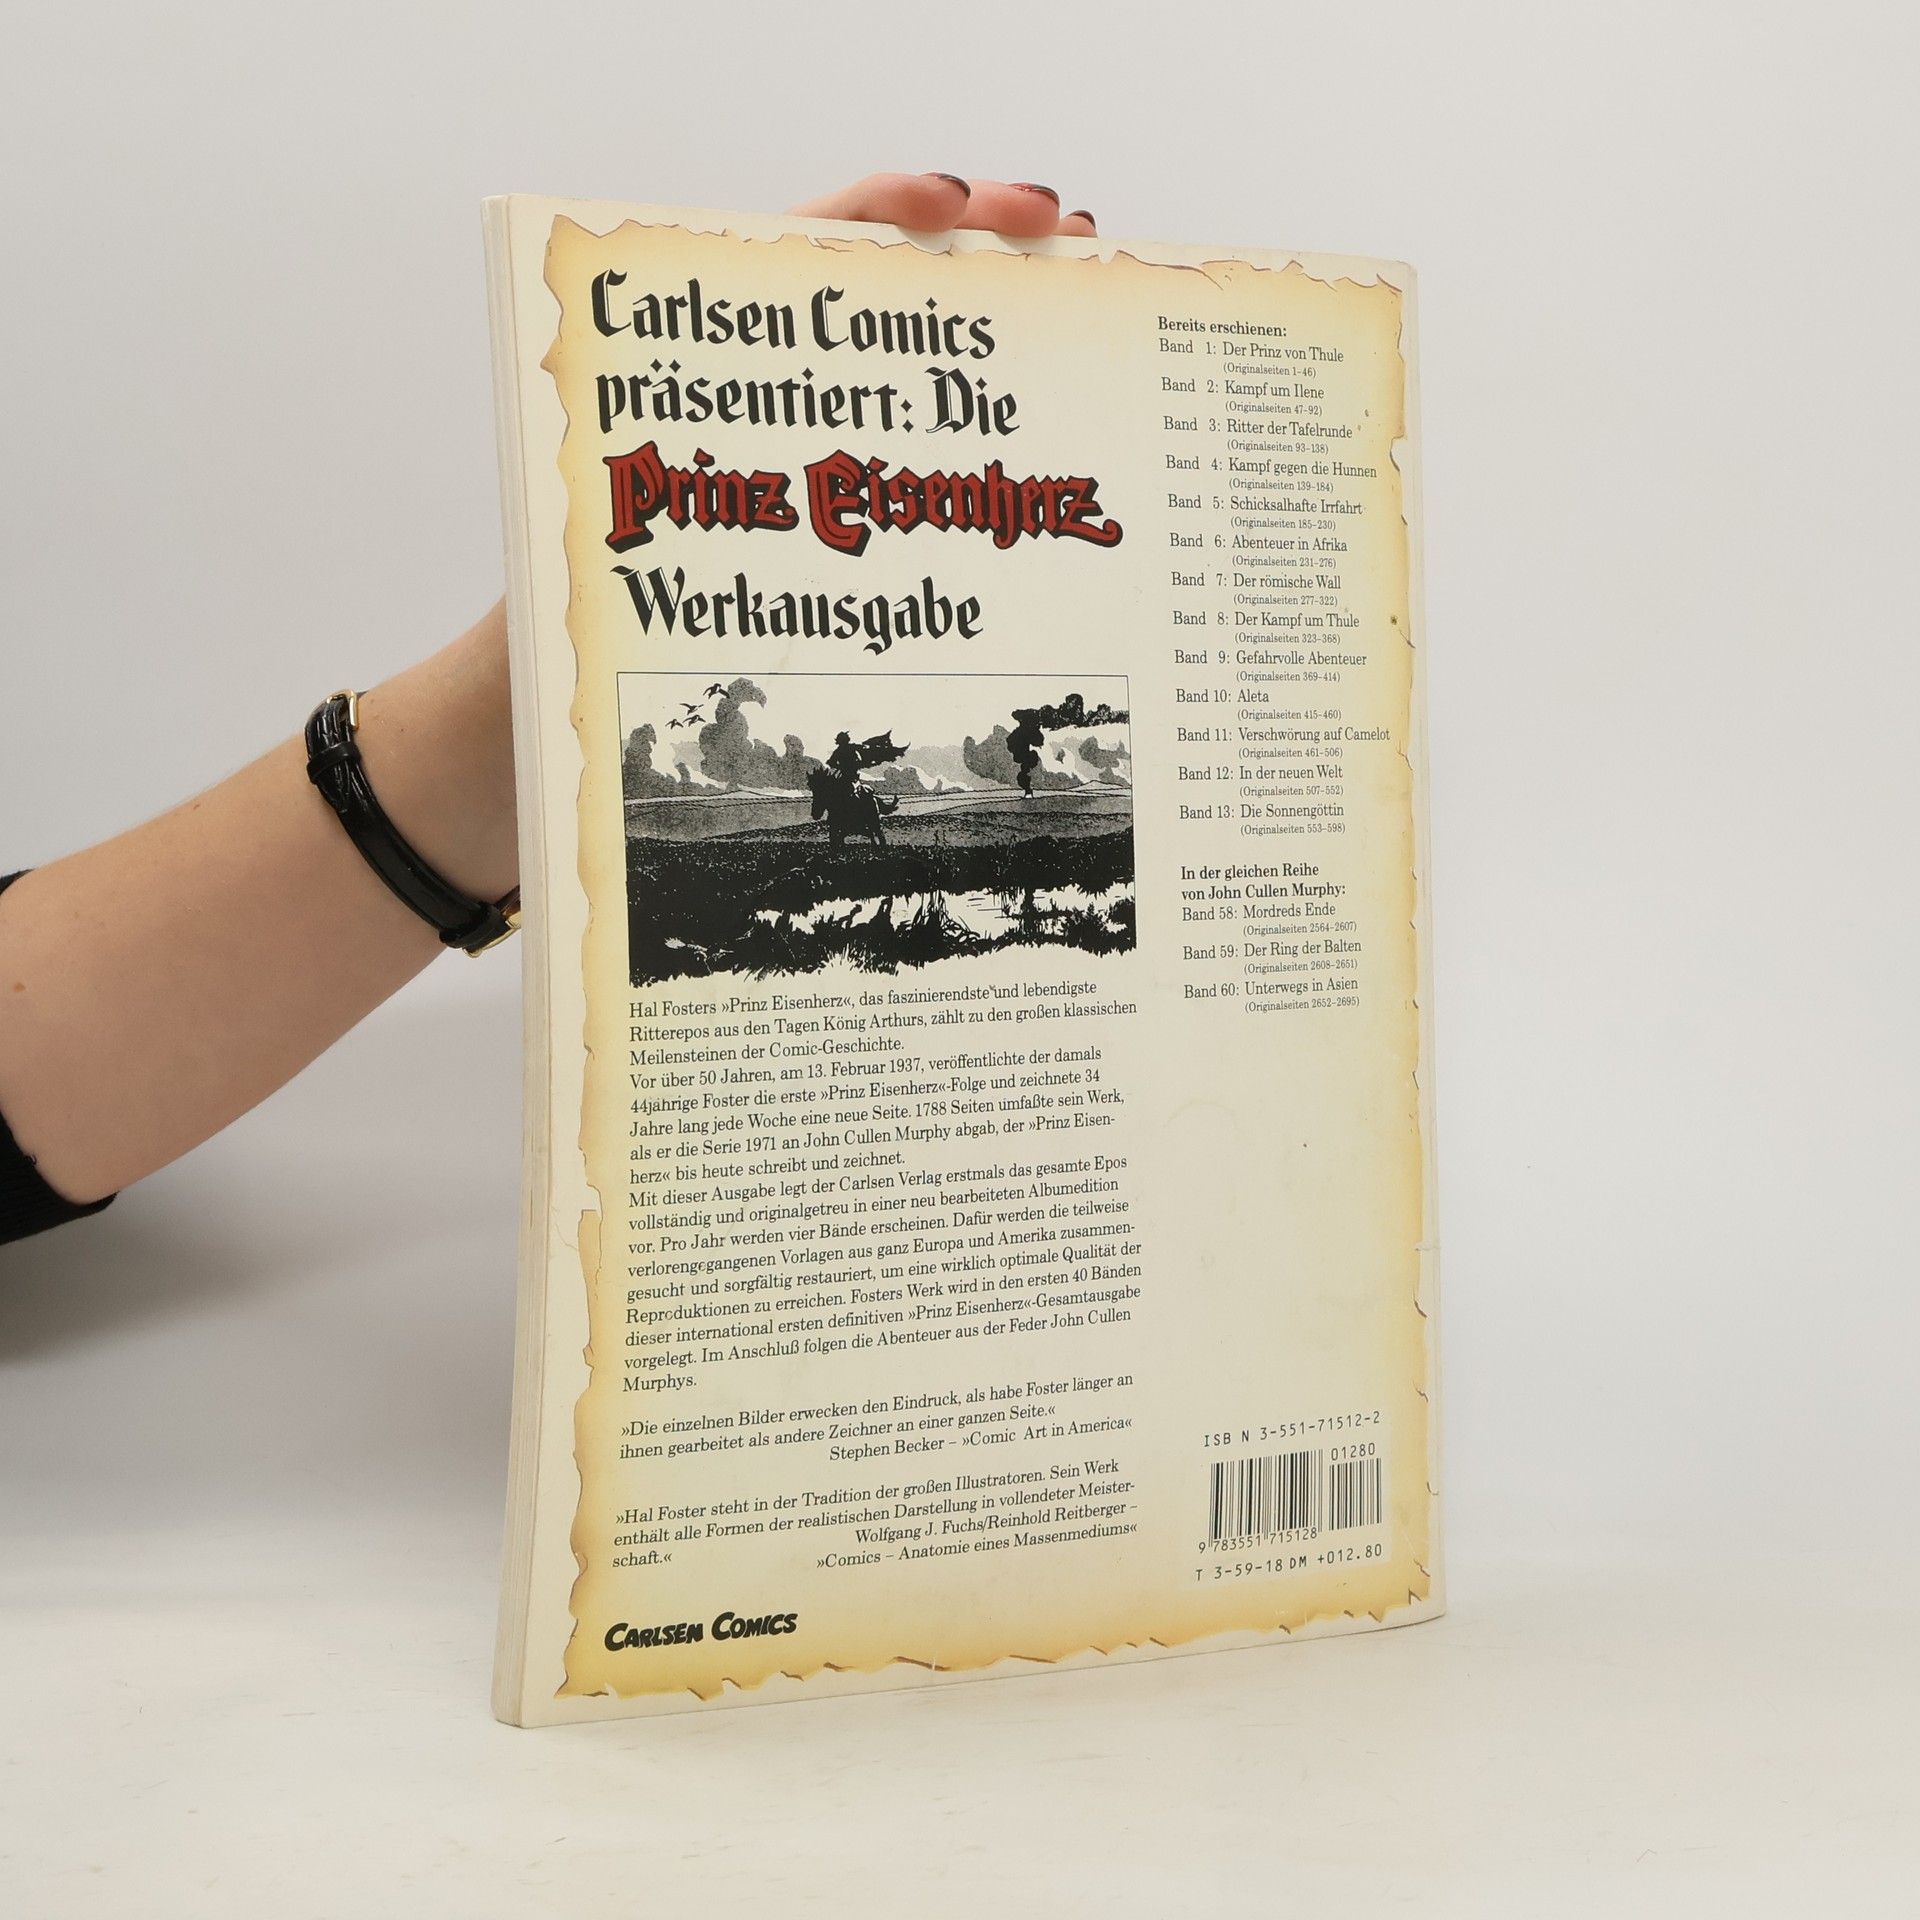 Carlsen Comics
präsentiert: Die
Prinz Eisenherz
Werkausgabe
Hal Fosters »Prinz Eisenherz«, das faszinierendste und lebendigste
Ritterepos aus den Tagen König Arthurs, zählt zu den großen klassischen
Meilensteinen der Comic-Geschichte.
Vor über 50 Jahren, am 13. Februar 1937, veröffentlichte der damals
44jährige Foster die erste »Prinz Eisenherz«-Folge und zeichnete 34
Jahre lang jede Woche eine neue Seite. 1788 Seiten umfaßte sein Werk,
als er die Serie 1971 an John Cullen Murphy abgab, der »Prinz Eisen-
herz« bis heute schreibt und zeichnet.
Mit dieser Ausgabe legt der Carlsen Verlag erstmals das gesamte Epos
vollständig und originalgetreu in einer neu bearbeiteten Albumedition
vor. Pro Jahr werden vier Bände erscheinen. Dafür werden die teilweise
verlorengegangenen Vorlagen aus ganz Europa und Amerika zusammen-
gesucht und sorgfältig restauriert, um eine wirklich optimale Qualität der
Reproduktionen zu erreichen. Fosters Werk wird in den ersten 40 Bänden
dieser international ersten definitiven »Prinz Eisenherz«-Gesamtausgabe
vorgelegt. Im Anschluß folgen die Abenteuer aus der Feder John Cullen
Murphys.
»Die einzelnen Bilder erwecken den Eindruck, als habe Foster länger an
ihnen gearbeitet als andere Zeichner an einer ganzen Seite.«
Stephen Becker – »Comic Art in America«
»Hal Foster steht in der Tradition der großen Illustratoren. Sein Werk
enthält alle Formen der realistischen Darstellung in vollendeter Meister-
schaft.«
Wolfgang J. Fuchs/Reinhold Reitberger –
»Comics – Anatomie eines Massenmediums«
CARLSEN COMICS
Bereits erschienen:
Band 1: Der Prinz von Thule
(Originalseiten 1–46)
Band 2: Kampf um Ilene
(Originalseiten 47–92)
Band 3: Ritter der Tafelrunde
(Originalseiten 93–138)
Band 4: Kampf gegen die Hunnen
(Originalseiten 139–184)
Band 5: Schicksalhafte Irrfahrt
(Originalseiten 185–230)
Band 6: Abenteuer in Afrika
(Originalseiten 231–276)
Band 7: Der römische Wall
(Originalseiten 277–322)
Band 8: Der Kampf um Thule
(Originalseiten 323–368)
Band 9: Gefahrvolle Abenteuer
(Originalseiten 369–414)
Band 10: Aleta
(Originalseiten 415–460)
Band 11: Verschwörung auf Camelot
(Originalseiten 461–506)
Band 12: In der neuen Welt
(Originalseiten 507–552)
Band 13: Die Sonnengöttin
(Originalseiten 553–598)
In der gleichen Reihe
von John Cullen Murphy:
Band 58: Mordreds Ende
(Originalseiten 2564–2607)
Band 59: Der Ring der Balten
(Originalseiten 2608–2651)
Band 60: Unterwegs in Asien
(Originalseiten 2652–2695)
ISBN 3-551-71512-2
01280
9 783551 715128
T 3-59-18 DM +012.80